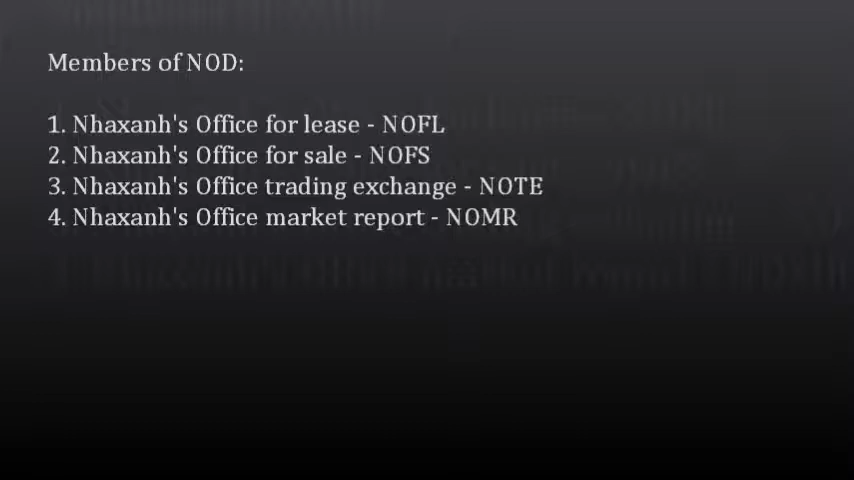 Members of NOD:
1. Nhaxanh's Office for lease - NOFL
2. Nhaxanh's Office for sale - NOFS
3. Nhaxanh's Office trading exchange - NOTE
4. Nhaxanh's Office market report - NOMR